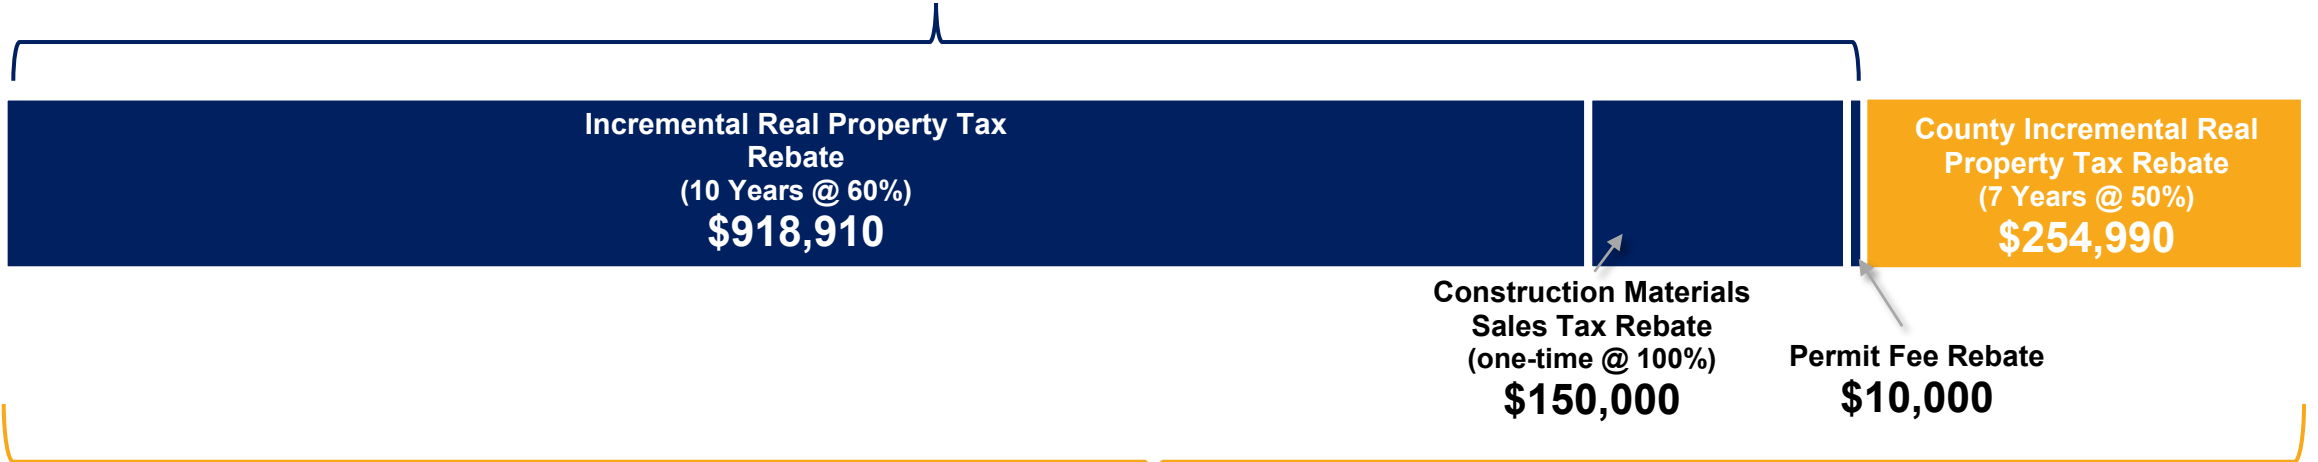 Incremental Real Property Tax
Rebate
(10 Years @ 60%)
$918,910
County Incremental Real
Property Tax Rebate
(7 Years @ 50%)
$254,990
Construction Materials
Sales Tax Rebate
(one-time @ 100%)
$150,000
Permit Fee Rebate
$10,000